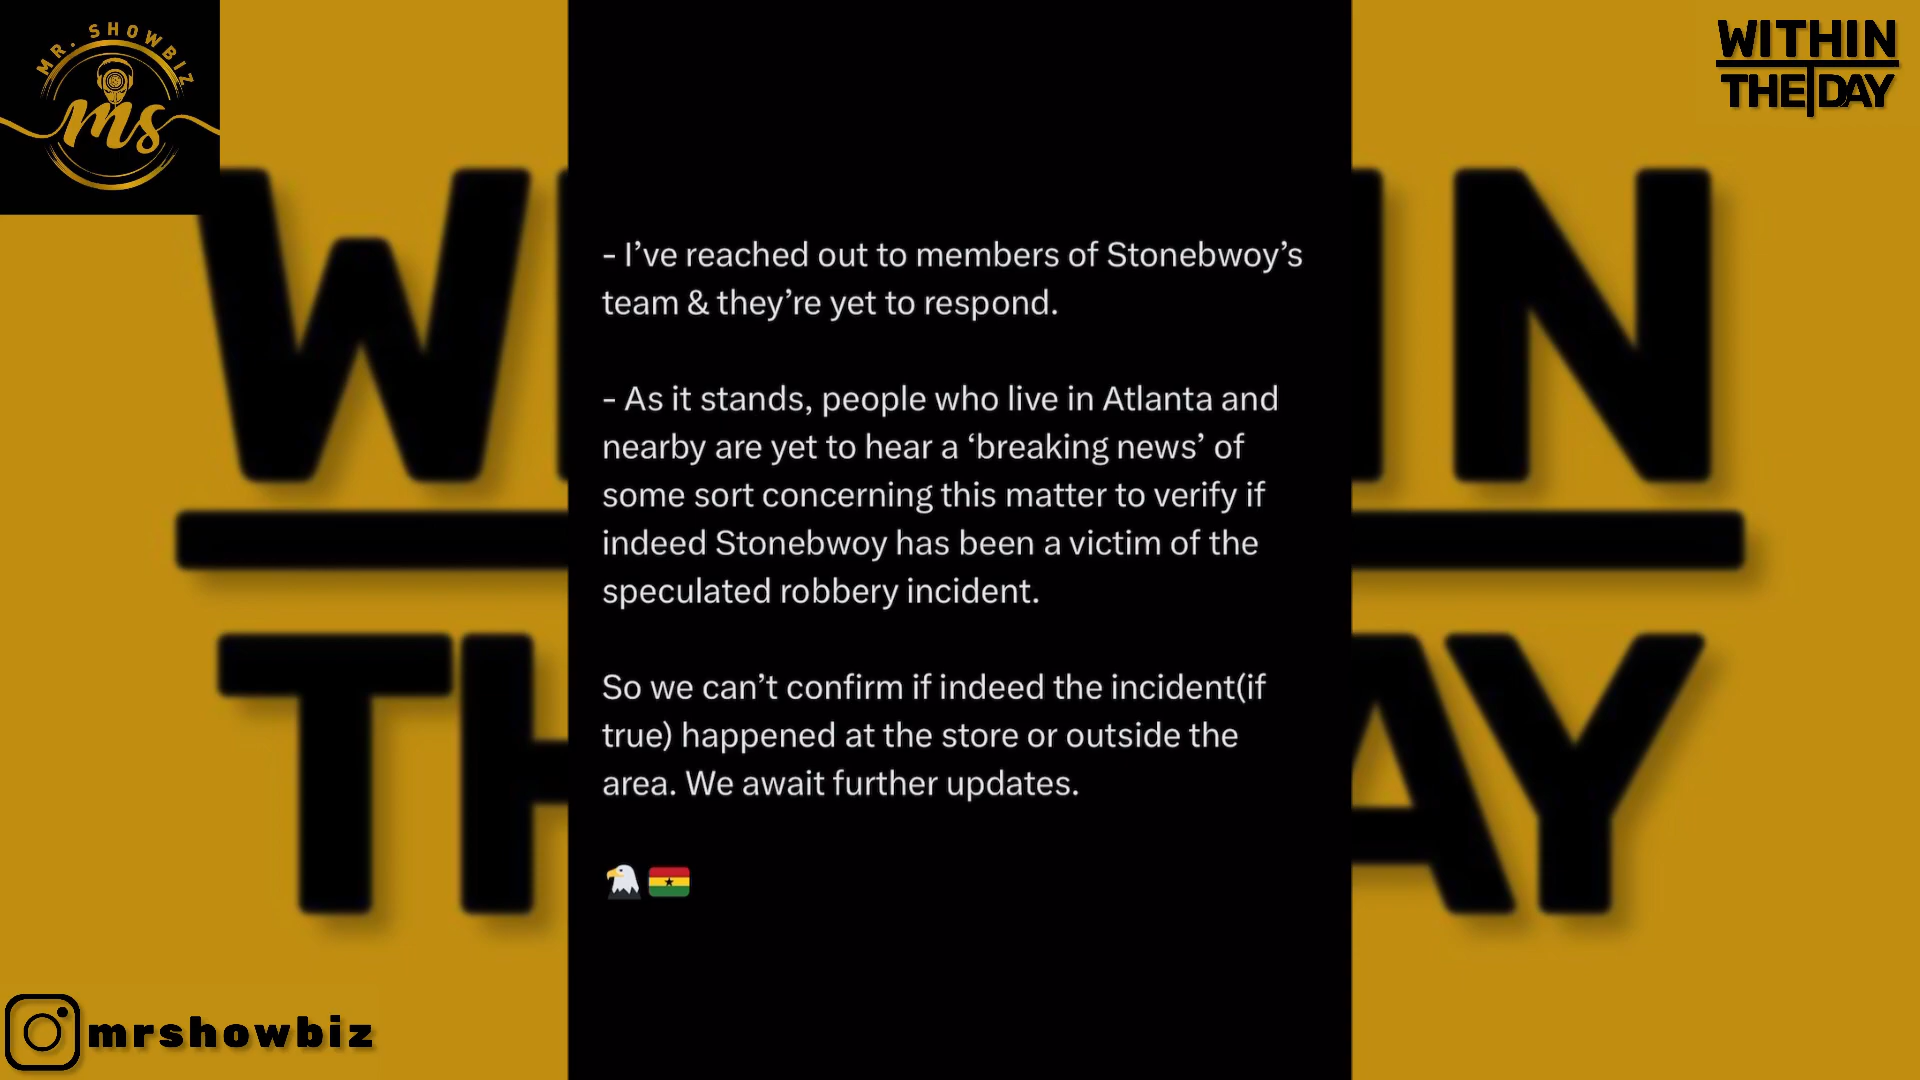 MR. SHOWBIZ
ms
WITHIN
THE DAY
- I’ve reached out to members of Stonebwoy’s
team & they’re yet to respond.
- As it stands, people who live in Atlanta and
nearby are yet to hear a ‘breaking news’ of
some sort concerning this matter to verify if
indeed Stonebwoy has been a victim of the
speculated robbery incident.
So we can’t confirm if indeed the incident(if
true) happened at the store or outside the
area. We await further updates.
🦅🇬🇭
mrshowbiz